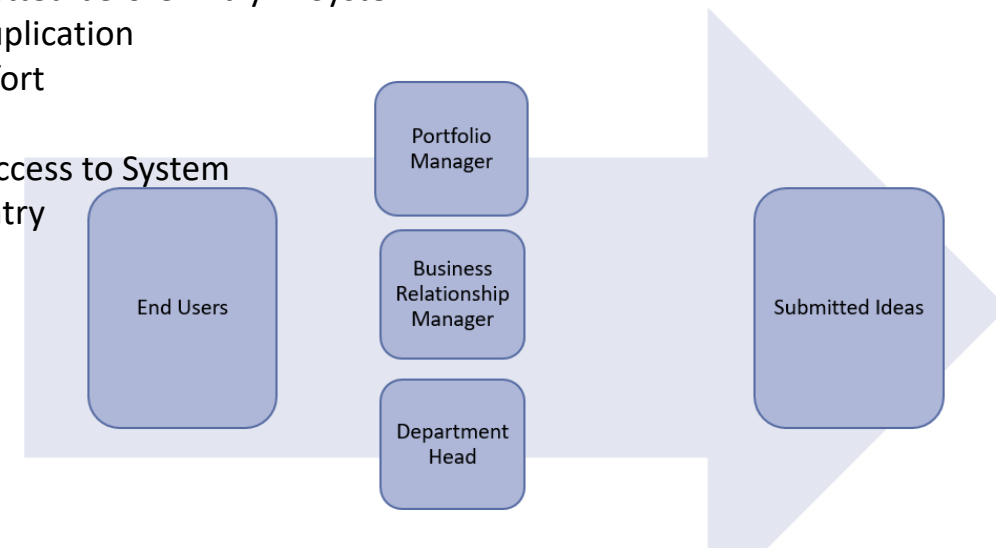 uplication
ort
ccess to System
try
Portfolio
Manager
Business
Relationship
Manager
End Users
Submitted Ideas
Department
Head